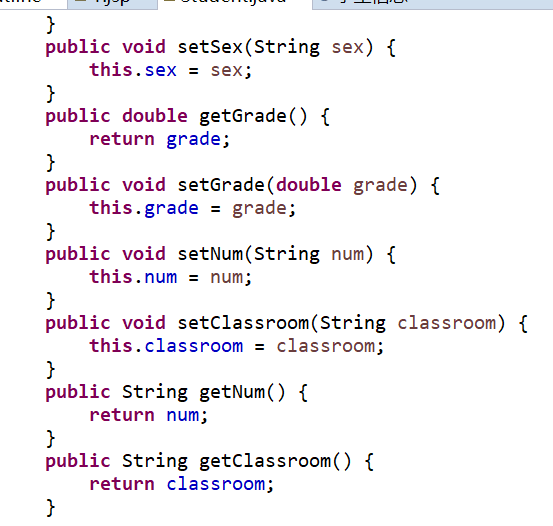 }
public void setSex(String sex) {
this.sex = sex;
}
public double getGrade() {
return grade;
}
public void setGrade(double grade) {
this.grade = grade;
}
public void setNum(String num) {
this.num = num;
}
public void setClassroom(String classroom) {
this.classroom = classroom;
}
public String getNum() {
return num;
}
public String getClassroom() {
return classroom;
}